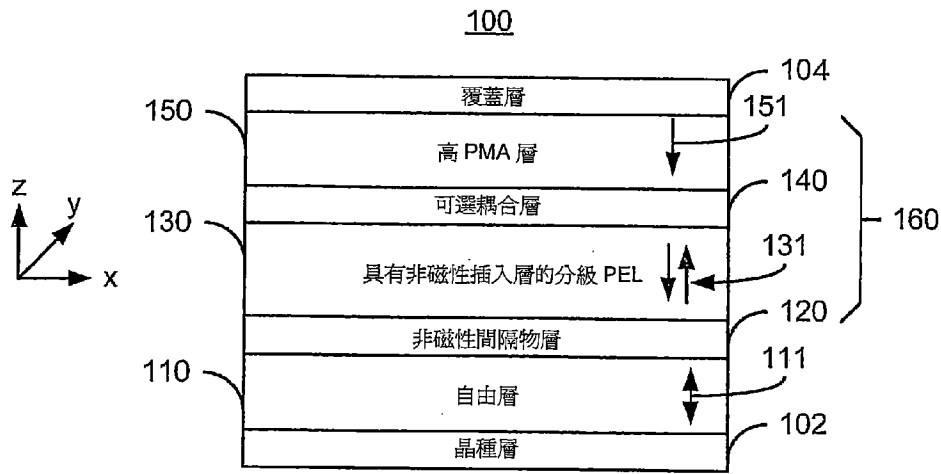 100
104
覆蓋層
150
151
高 PMA 層
140
可選耦合層
z
y
x
130
160
131
具有非磁性插入層的分級 PEL
120
非磁性間隔物層
110
111
自由層
102
晶種層